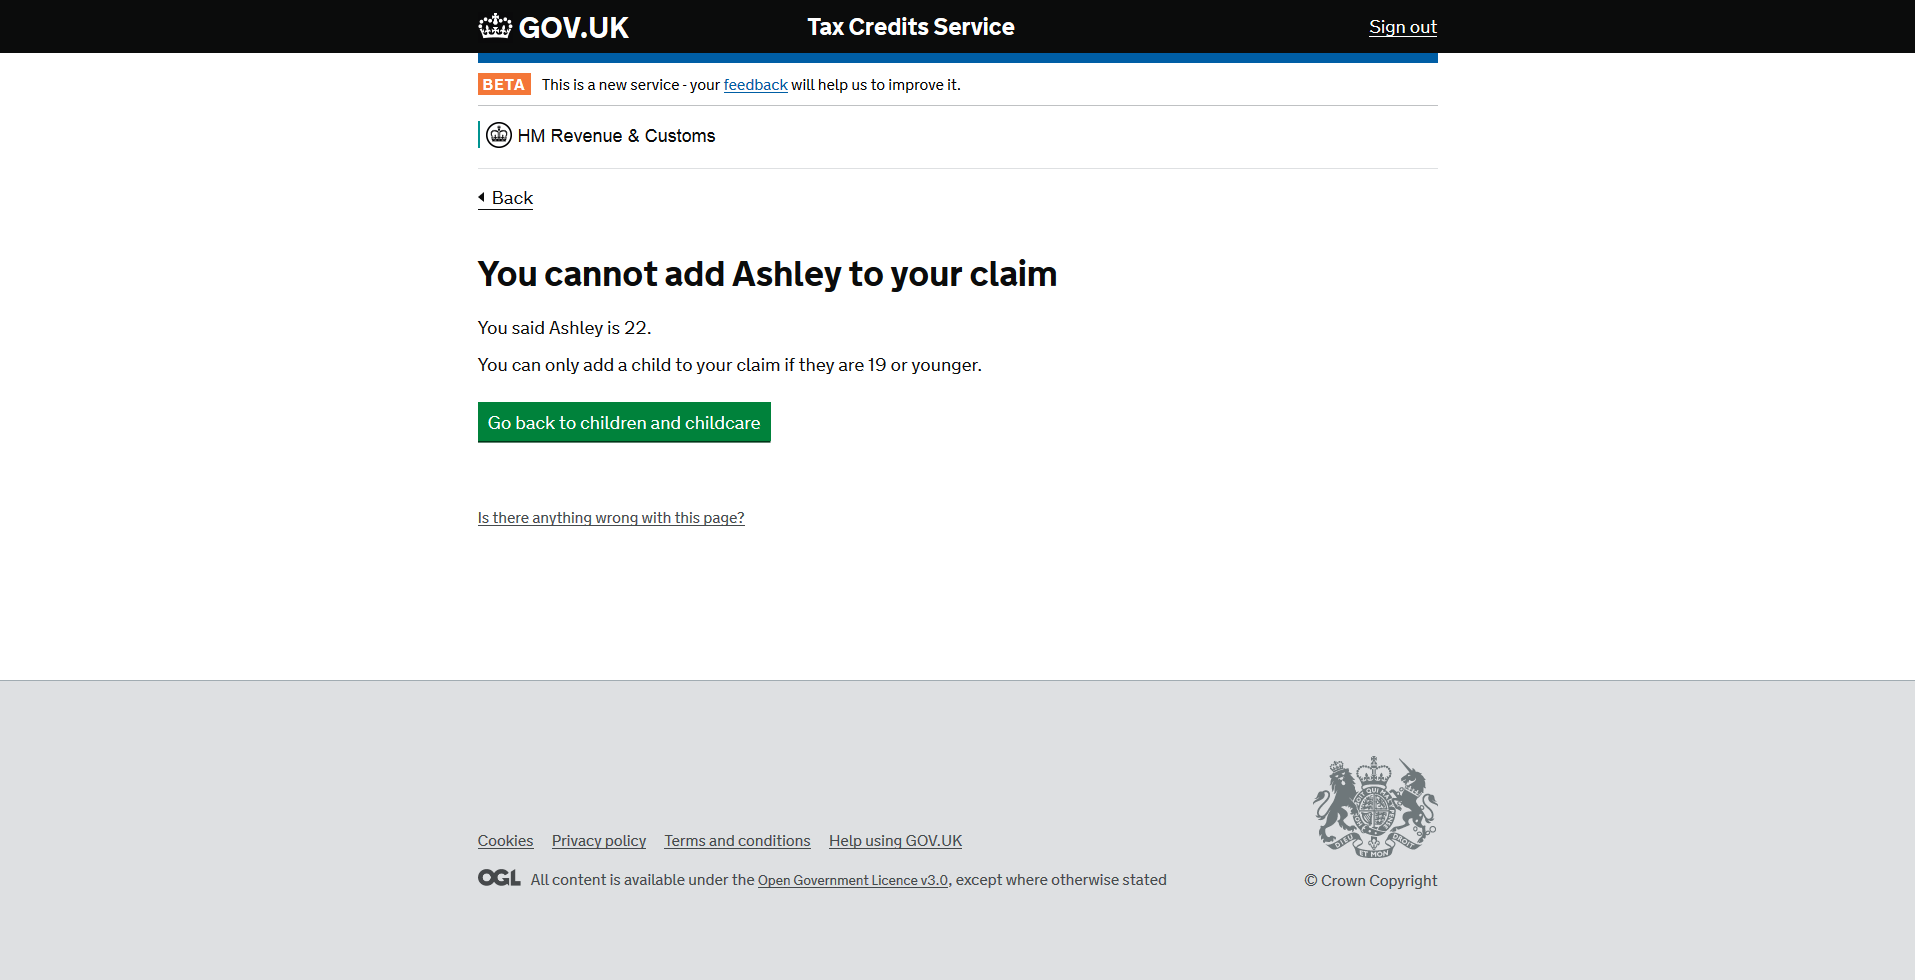 GOV.UK Tax Credits Service Sign out
BETA This is a new service - your feedback will help us to improve it.
HM Revenue & Customs
Back
You cannot add Ashley to your claim
You said Ashley is 22.
You can only add a child to your claim if they are 19 or younger.
Go back to children and childcare
Is there anything wrong with this page?
Cookies Privacy policy Terms and conditions Help using GOV.UK
OGL All content is available under the Open Government Licence v3.0, except where otherwise stated
© Crown Copyright